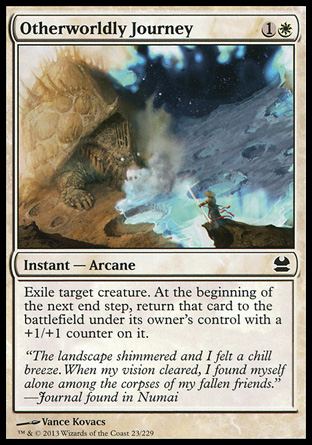 Otherworldly Journey 1
Instant — Arcane
Exile target creature. At the beginning of
the next end step, return that card to the
battlefield under its owner's control with a
+1/+1 counter on it.
"The landscape shimmered and I felt a chill
breeze. When my vision cleared, I found myself
alone among the corpses of my fallen friends."
—Journal found in Numai
Vance Kovacs
™ & © 2013 Wizards of the Coast 23/229